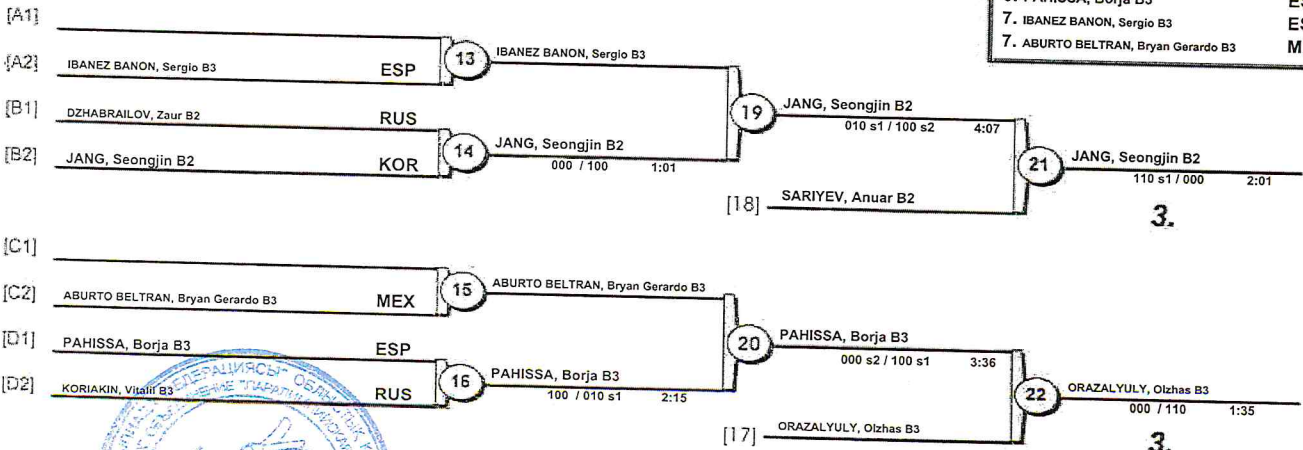 [A1]
[A2] IBANEZ BANON, Sergio B3 ESP
[B1] DZHABRAILOV, Zaur B2 RUS
[B2] JANG, Seongjin B2 KOR
13 IBANEZ BANON, Sergio B3
14 JANG, Seongjin B2
000 / 100 1:01
19 JANG, Seongjin B2
010 s1 / 100 s2 4:07
[18] SARIYEV, Anuar B2
21 JANG, Seongjin B2
110 s1 / 000 2:01
3.
[C1]
[C2] ABURTO BELTRAN, Bryan Gerardo B3 MEX
[D1] PAHISSA, Borja B3 ESP
[D2] KORIAKIN, Vitalii B3 RUS
15 ABURTO BELTRAN, Bryan Gerardo B3
16 PAHISSA, Borja B3
100 / 010 s1 2:15
20 PAHISSA, Borja B3
000 s2 / 100 s1 3:36
[17] ORAZALYULY, Olzhas B3
22 ORAZALYULY, Olzhas B3
000 / 110 1:35
3.
PAHISSA, Borja B3
7. IBANEZ BANON, Sergio B3
7. ABURTO BELTRAN, Bryan Gerardo B3